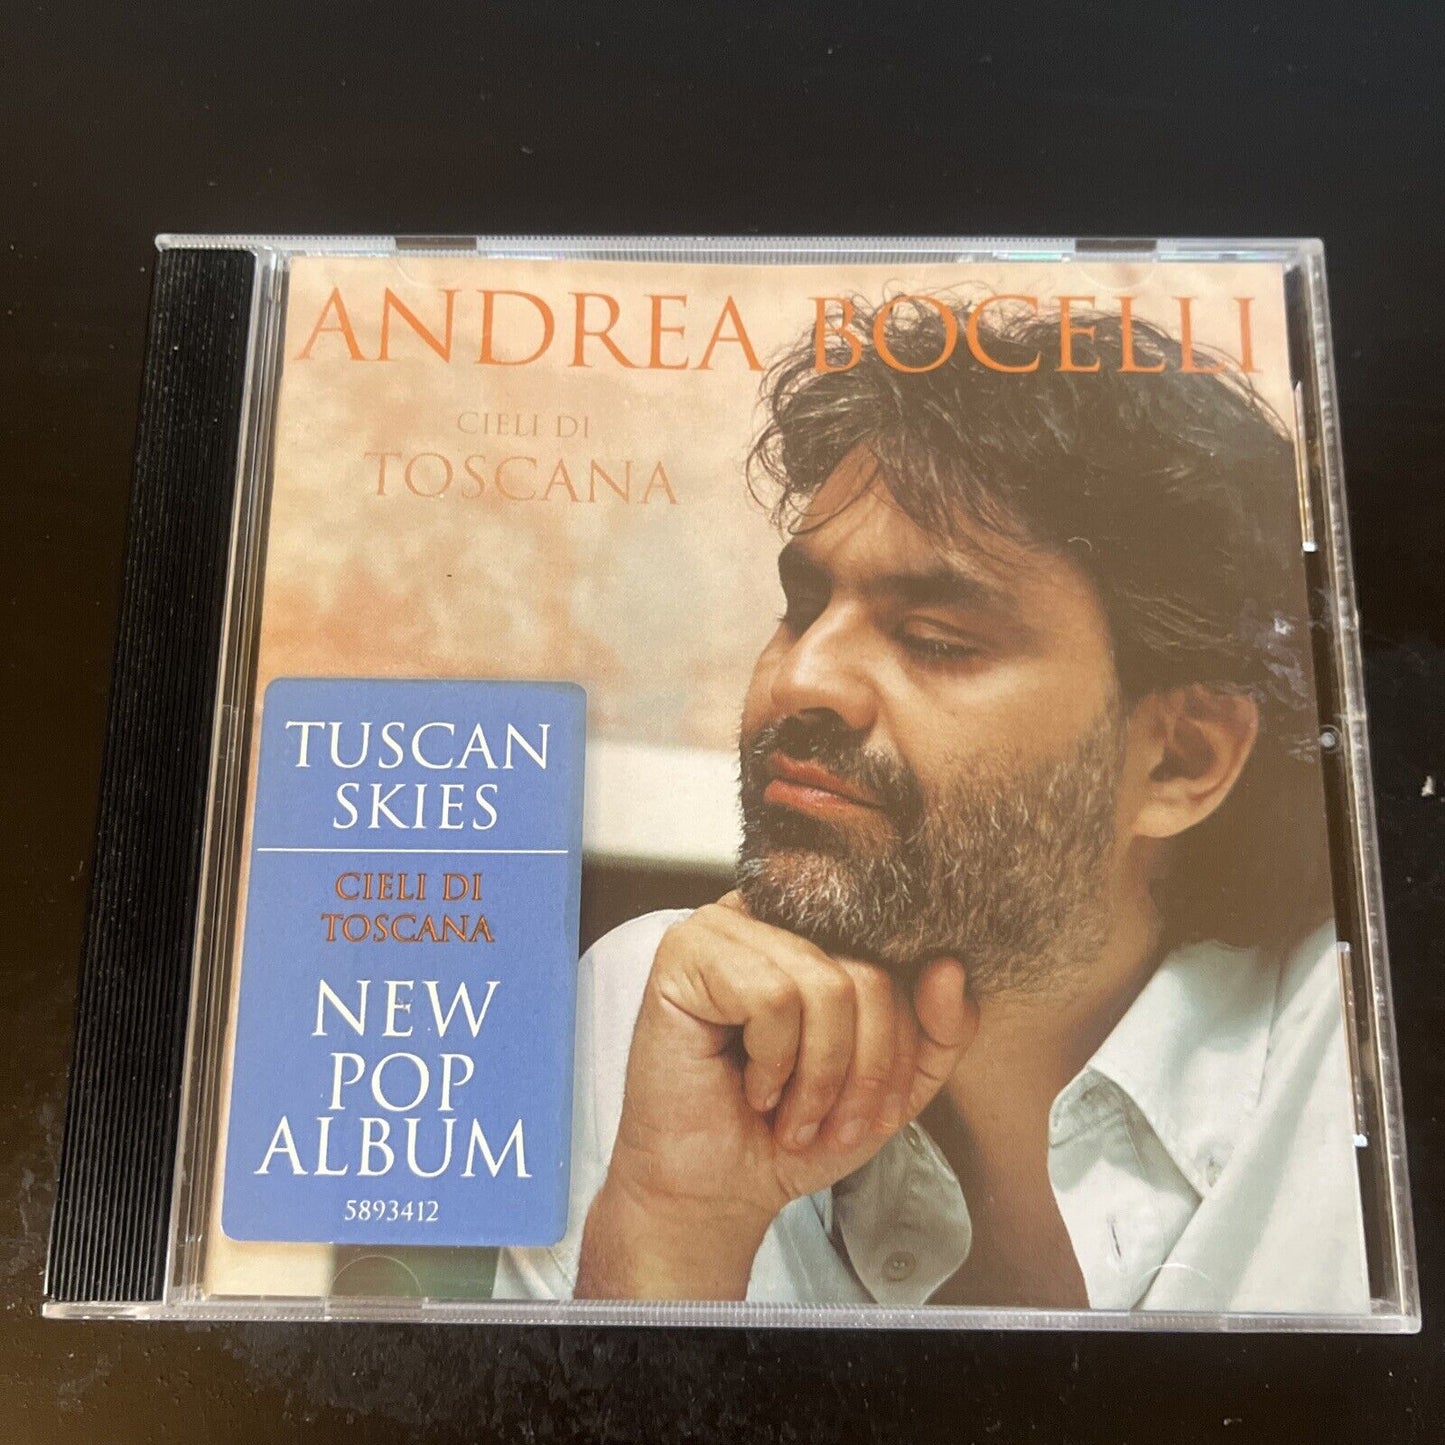 ANDREA BOCELLI
CIELI DI
TOSCANA
TUSCAN
SKIES
CIELI DI
TOSCANA
NEW
POP
ALBUM
5893412